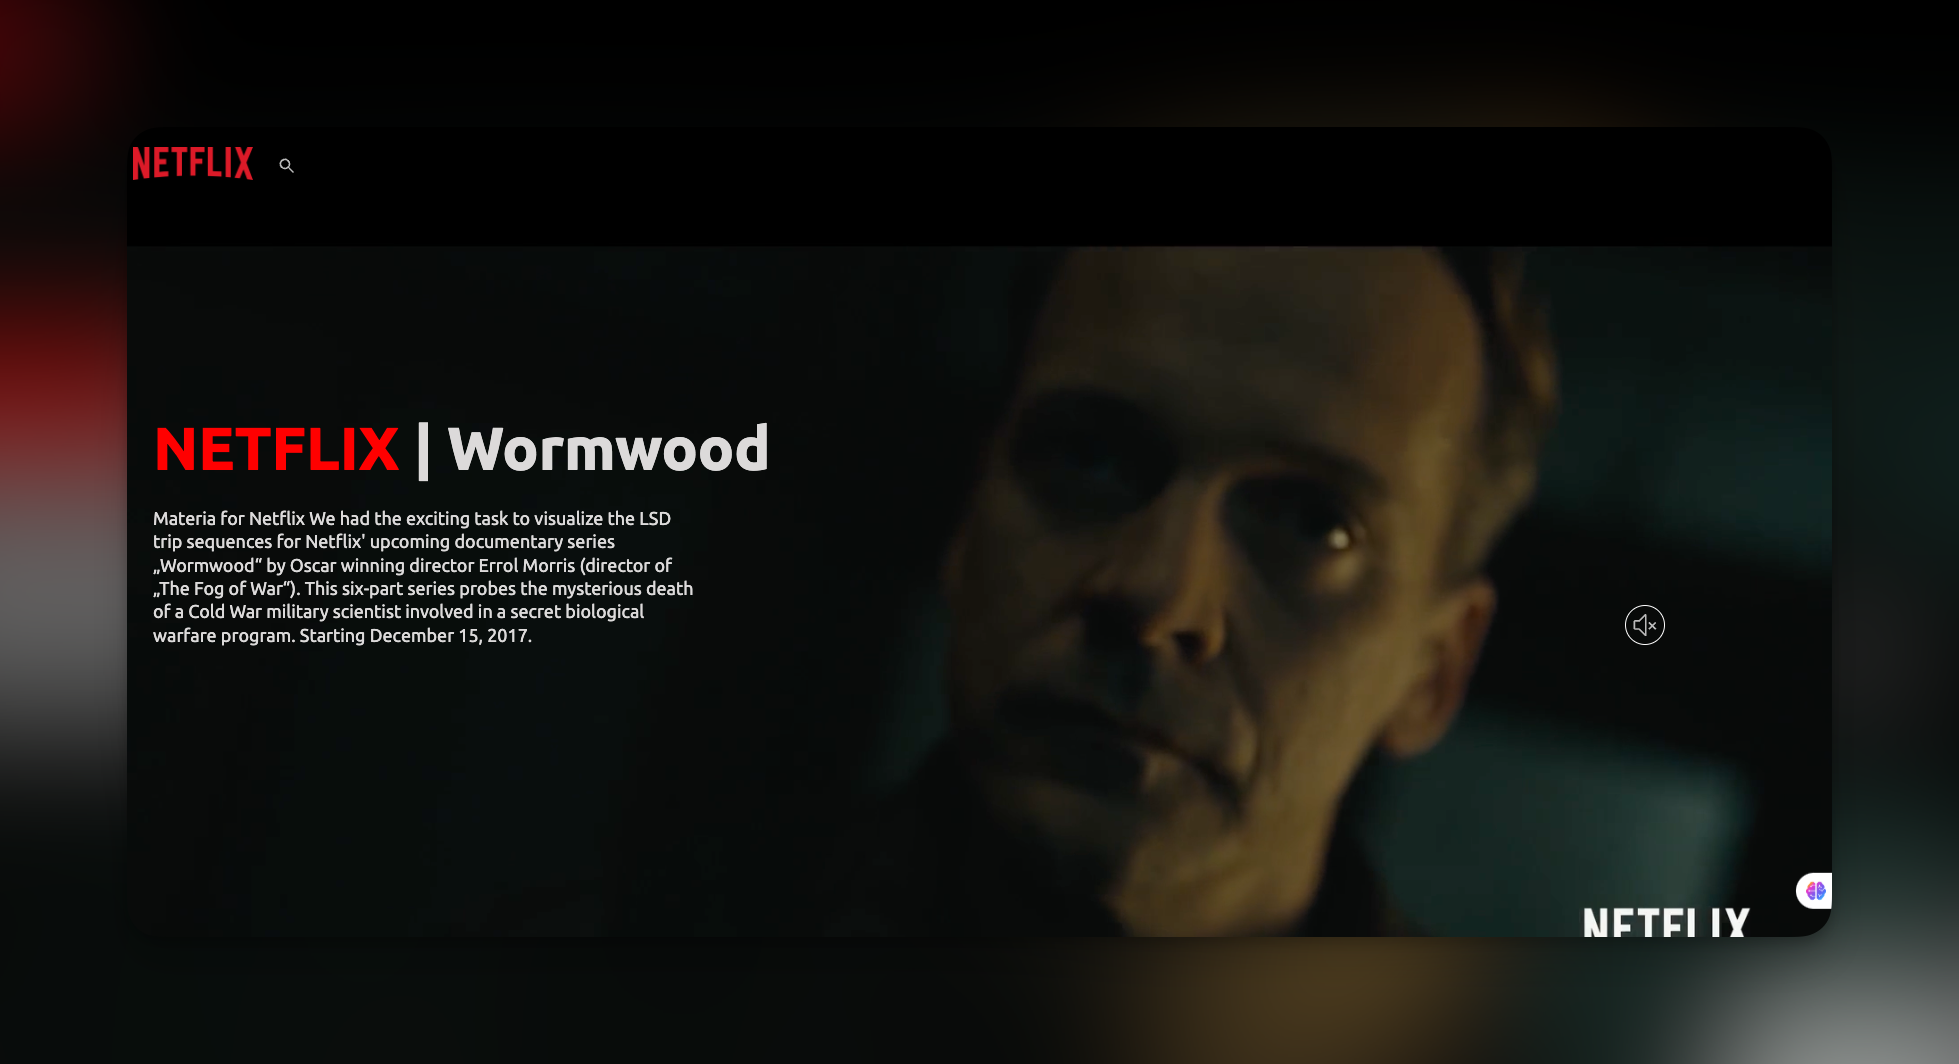 NETFLIX
NETFLIX | Wormwood
Materia for Netflix We had the exciting task to visualize the LSD
trip sequences for Netflix' upcoming documentary series
„Wormwood“ by Oscar winning director Errol Morris (director of
„The Fog of War“). This six-part series probes the mysterious death
of a Cold War military scientist involved in a secret biological
warfare program. Starting December 15, 2017.
NETFLIX